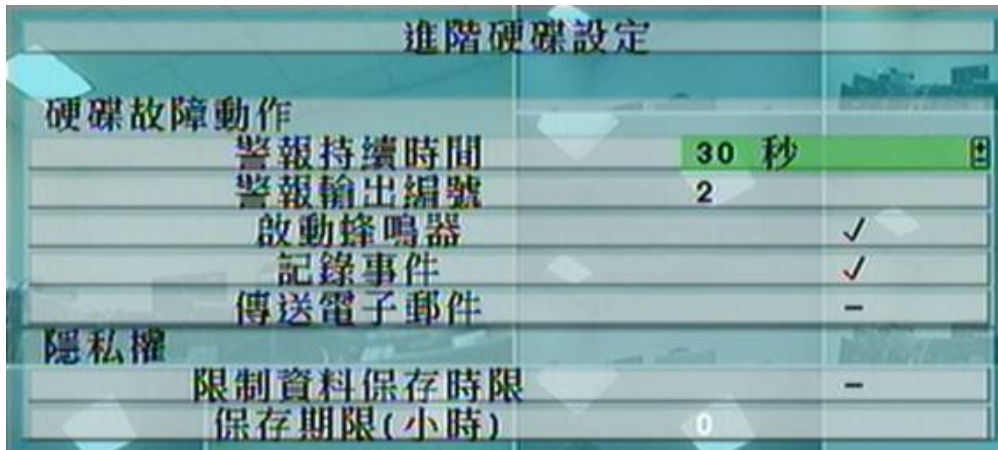 進階硬碟設定
硬碟故障動作
警報持續時間 30 秒
警報輸出編號 2
啟動蜂鳴器 ✓
記錄事件 ✓
傳送電子郵件 –
隱私權
限制資料保存時限 –
保存期限(小時) 0